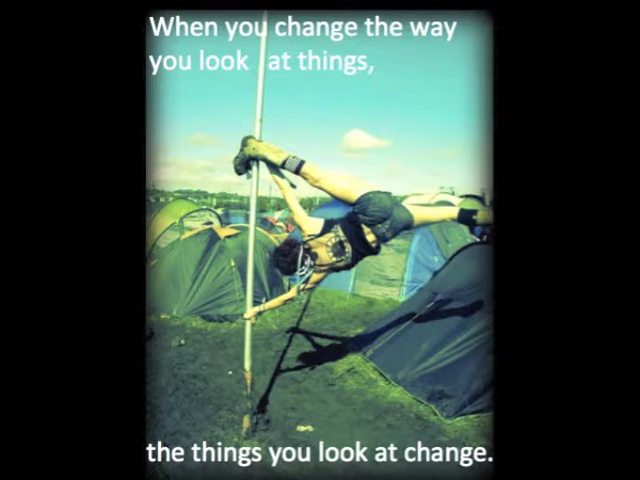 When you change the way
you look at things,
the things you look at change.